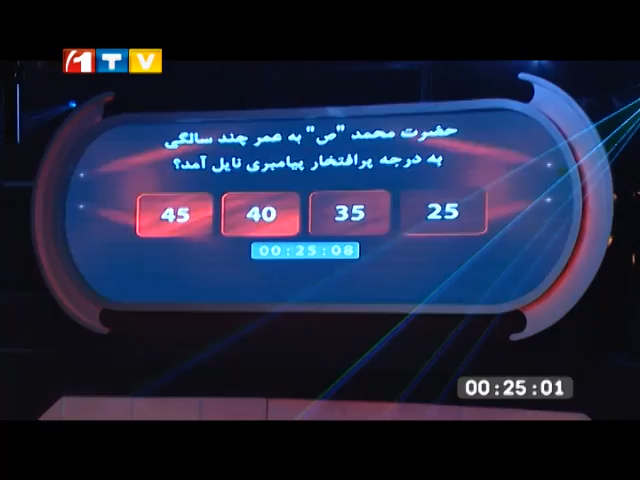 1TV
حضرت محمد "ص" به عمر چند سالگی
به درجه پرافتخار پیامبری نایل آمد؟
45 40 35 25
00:25:08
00:25:01